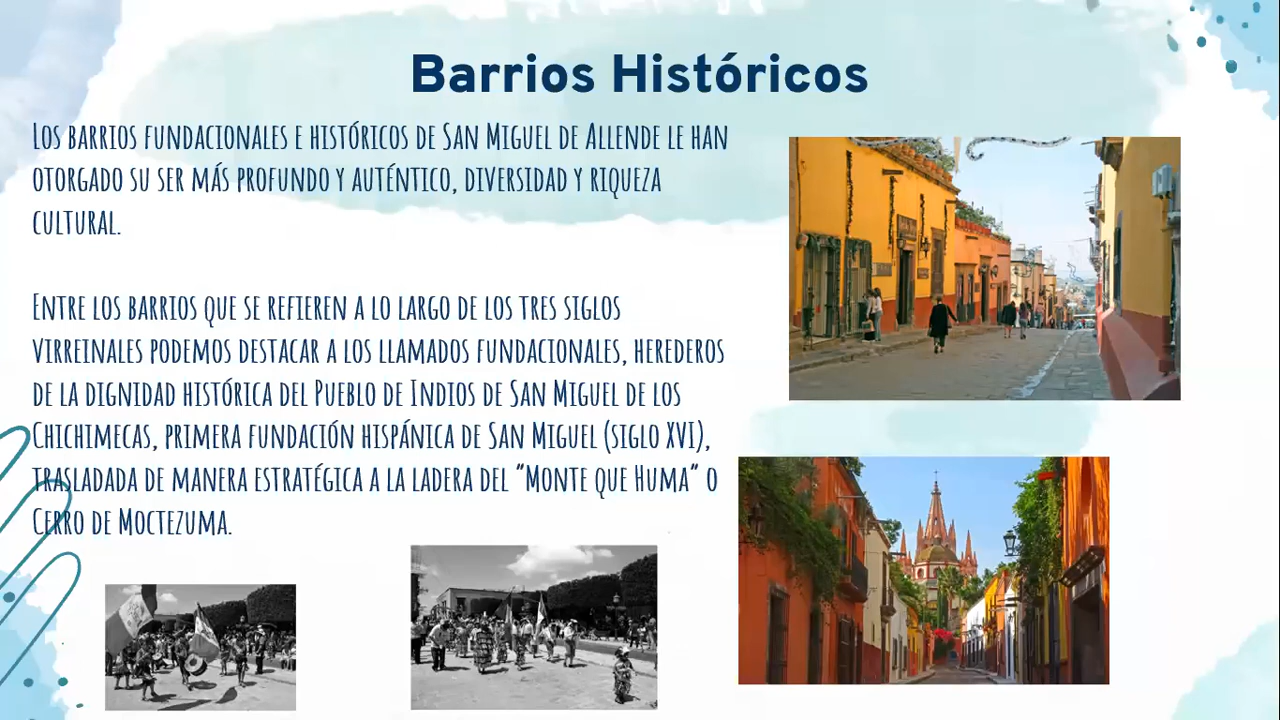 Barrios Históricos
Los barrios fundacionales e históricos de San Miguel de Allende le han
otorgado su ser más profundo y auténtico, diversidad y riqueza
cultural.
Entre los barrios que se refieren a lo largo de los tres siglos
virreinales podemos destacar a los llamados fundacionales, herederos
de la dignidad histórica del Pueblo de Indios de San Miguel de los
Chichimecas, primera fundación hispánica de San Miguel (siglo XVI),
trasladada de manera estratégica a la ladera del “Monte que Huma” o
Cerro de Moctezuma.